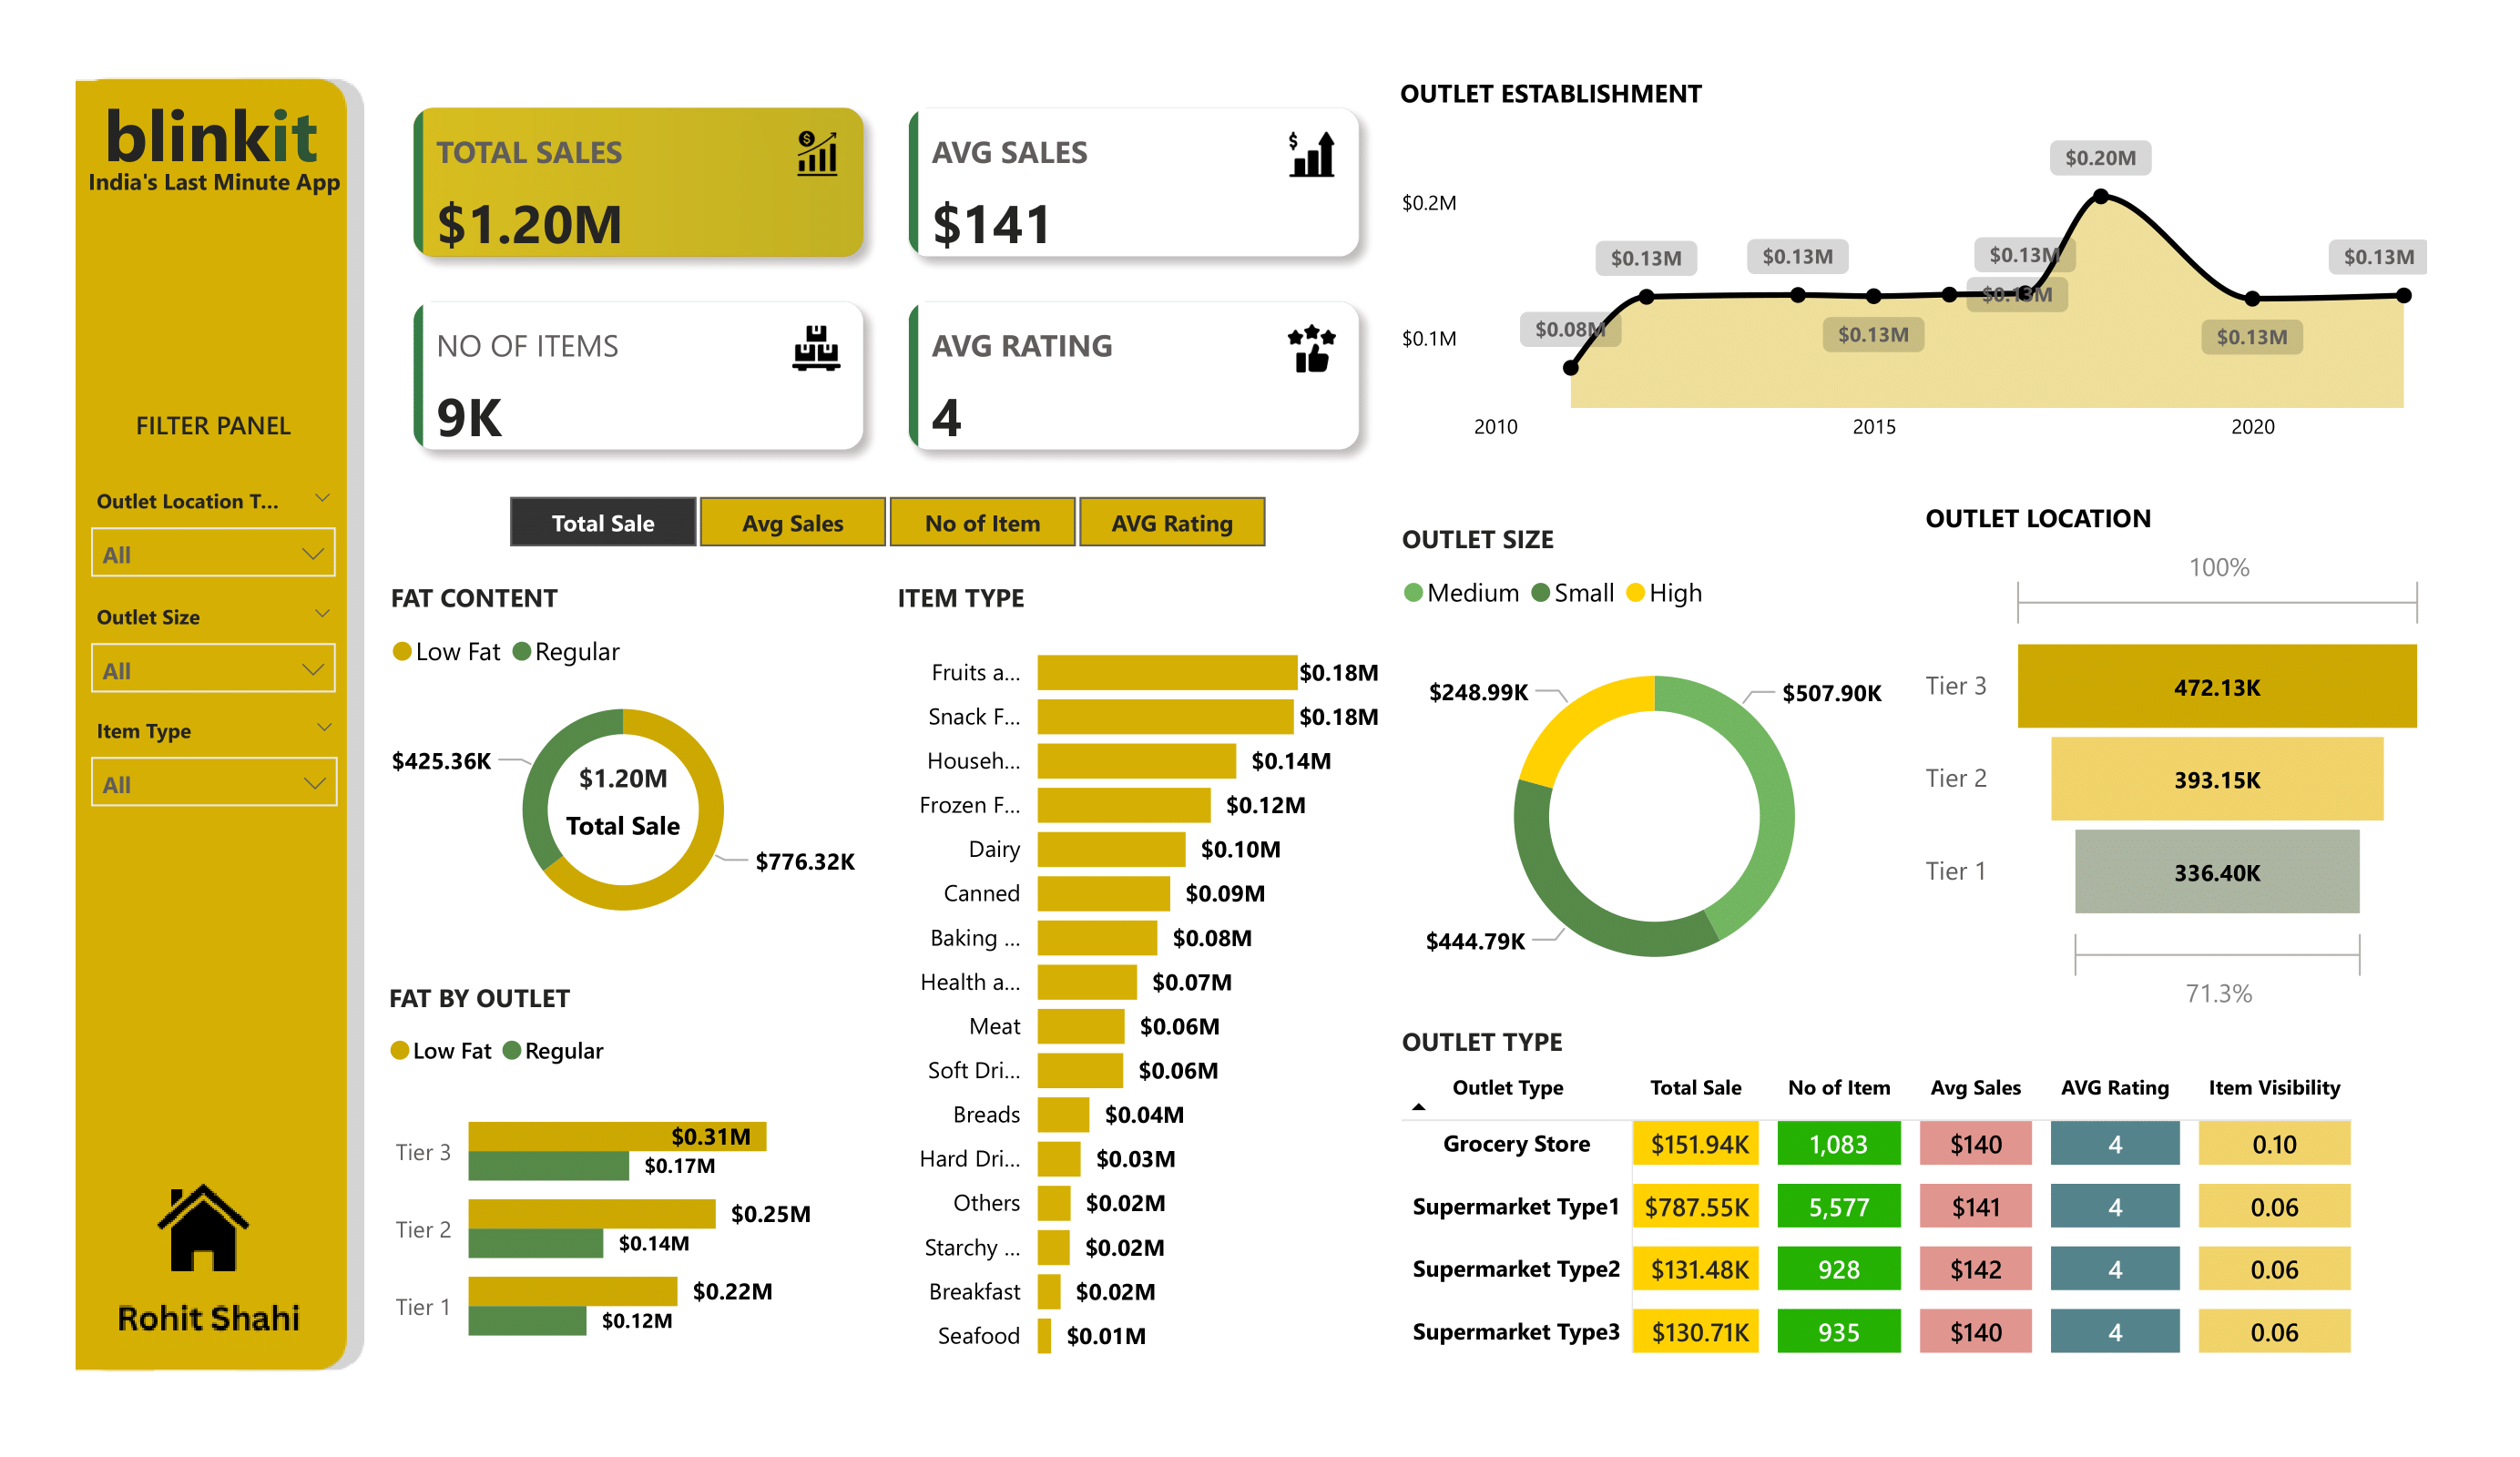 blinkit
India's Last Minute App
FILTER PANEL
Outlet Location T...
All
Outlet Size
All
Item Type
All
Rohit Shahi
TOTAL SALES
$1.20M
AVG SALES
$141
NO OF ITEMS
9K
AVG RATING
4
Total Sale
Avg Sales
No of Item
AVG Rating
FAT CONTENT
Low Fat
Regular
$425.36K
$1.20M
Total Sale
$776.32K
FAT BY OUTLET
Low Fat
Regular
Tier 3
$0.31M
$0.17M
Tier 2
$0.25M
$0.14M
Tier 1
$0.22M
$0.12M
ITEM TYPE
Fruits a... $0.18M
Snack F... $0.18M
Househ... $0.14M
Frozen F... $0.12M
Dairy $0.10M
Canned $0.09M
Baking ... $0.08M
Health a... $0.07M
Meat $0.06M
Soft Dri... $0.06M
Breads $0.04M
Hard Dri... $0.03M
Others $0.02M
Starchy ... $0.02M
Breakfast $0.02M
Seafood $0.01M
OUTLET ESTABLISHMENT
$0.2M
$0.1M
$0.08M
$0.13M
$0.13M
$0.13M
$0.13M
$0.13M
$0.20M
$0.13M
$0.13M
2010
2015
2020
OUTLET SIZE
Medium
Small
High
$248.99K
$507.90K
$444.79K
OUTLET LOCATION
100%
Tier 3 472.13K
Tier 2 393.15K
Tier 1 336.40K
71.3%
OUTLET TYPE
Outlet Type Total Sale No of Item Avg Sales AVG Rating Item Visibility
Grocery Store $151.94K 1,083 $140 4 0.10
Supermarket Type1 $787.55K 5,577 $141 4 0.06
Supermarket Type2 $131.48K 928 $142 4 0.06
Supermarket Type3 $130.71K 935 $140 4 0.06